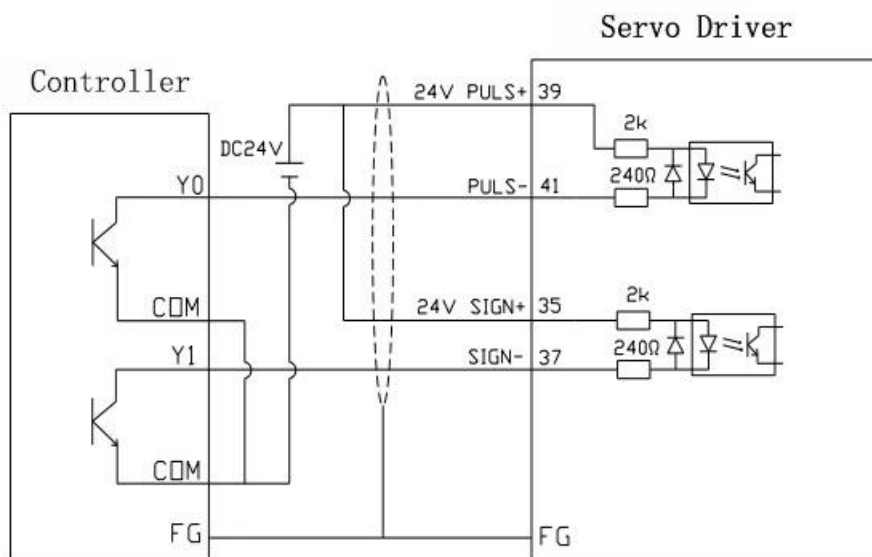 Servo Driver
Controller
24V PULS+ 39
2k
DC24V
240Ω
Y0
PULS- 41
COM
24V SIGN+ 35
2k
Y1
SIGN- 37
240Ω
COM
FG
FG